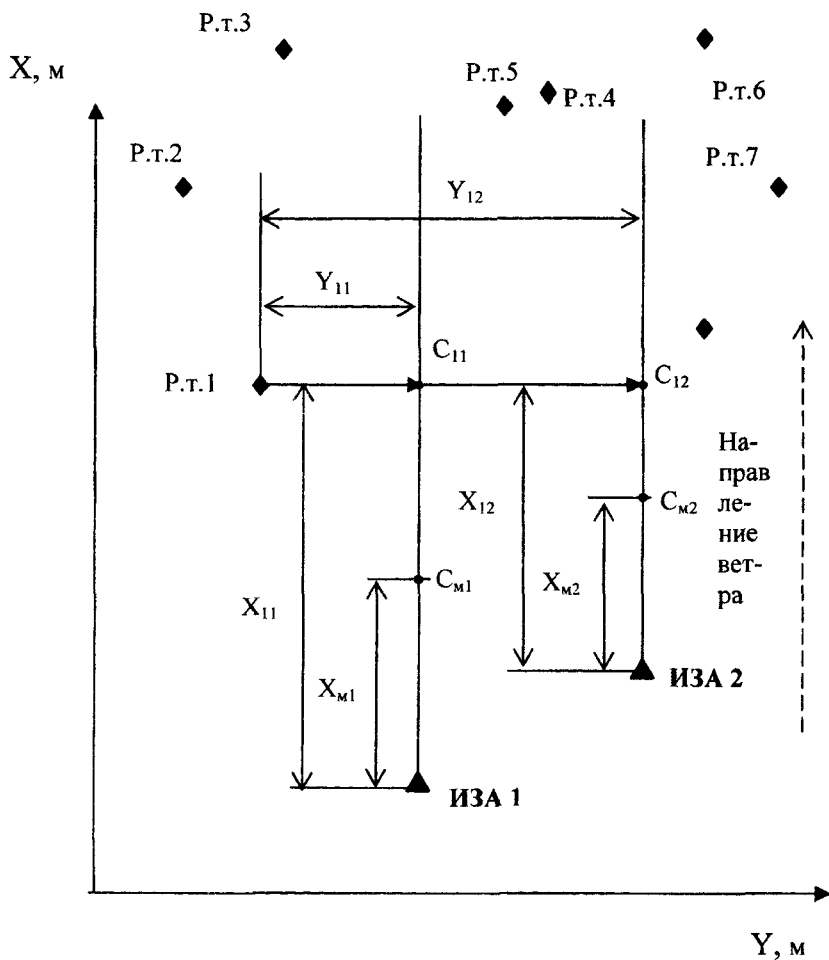 Р.т.3
X, м
Р.т.5
Р.т.4
Р.т.6
Р.т.2
Р.т.7
Y₁₂
Y₁₁
C₁₁
Р.т.1
C₁₂
На-
прав
ле-
ние
вет-
ра
X₁₂
Cм2
Cм1
Xм2
X₁₁
Xм1
ИЗА 2
ИЗА 1
Y, м